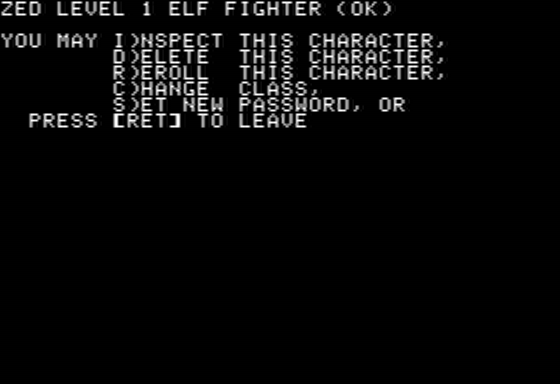 ZED LEVEL 1 ELF FIGHTER (OK)
YOU MAY I)NSPECT THIS CHARACTER,
D)ELETE THIS CHARACTER,
R)EROLL THIS CHARACTER,
C)HANGE CLASS,
S)ET NEW PASSWORD, OR
PRESS [RET] TO LEAVE